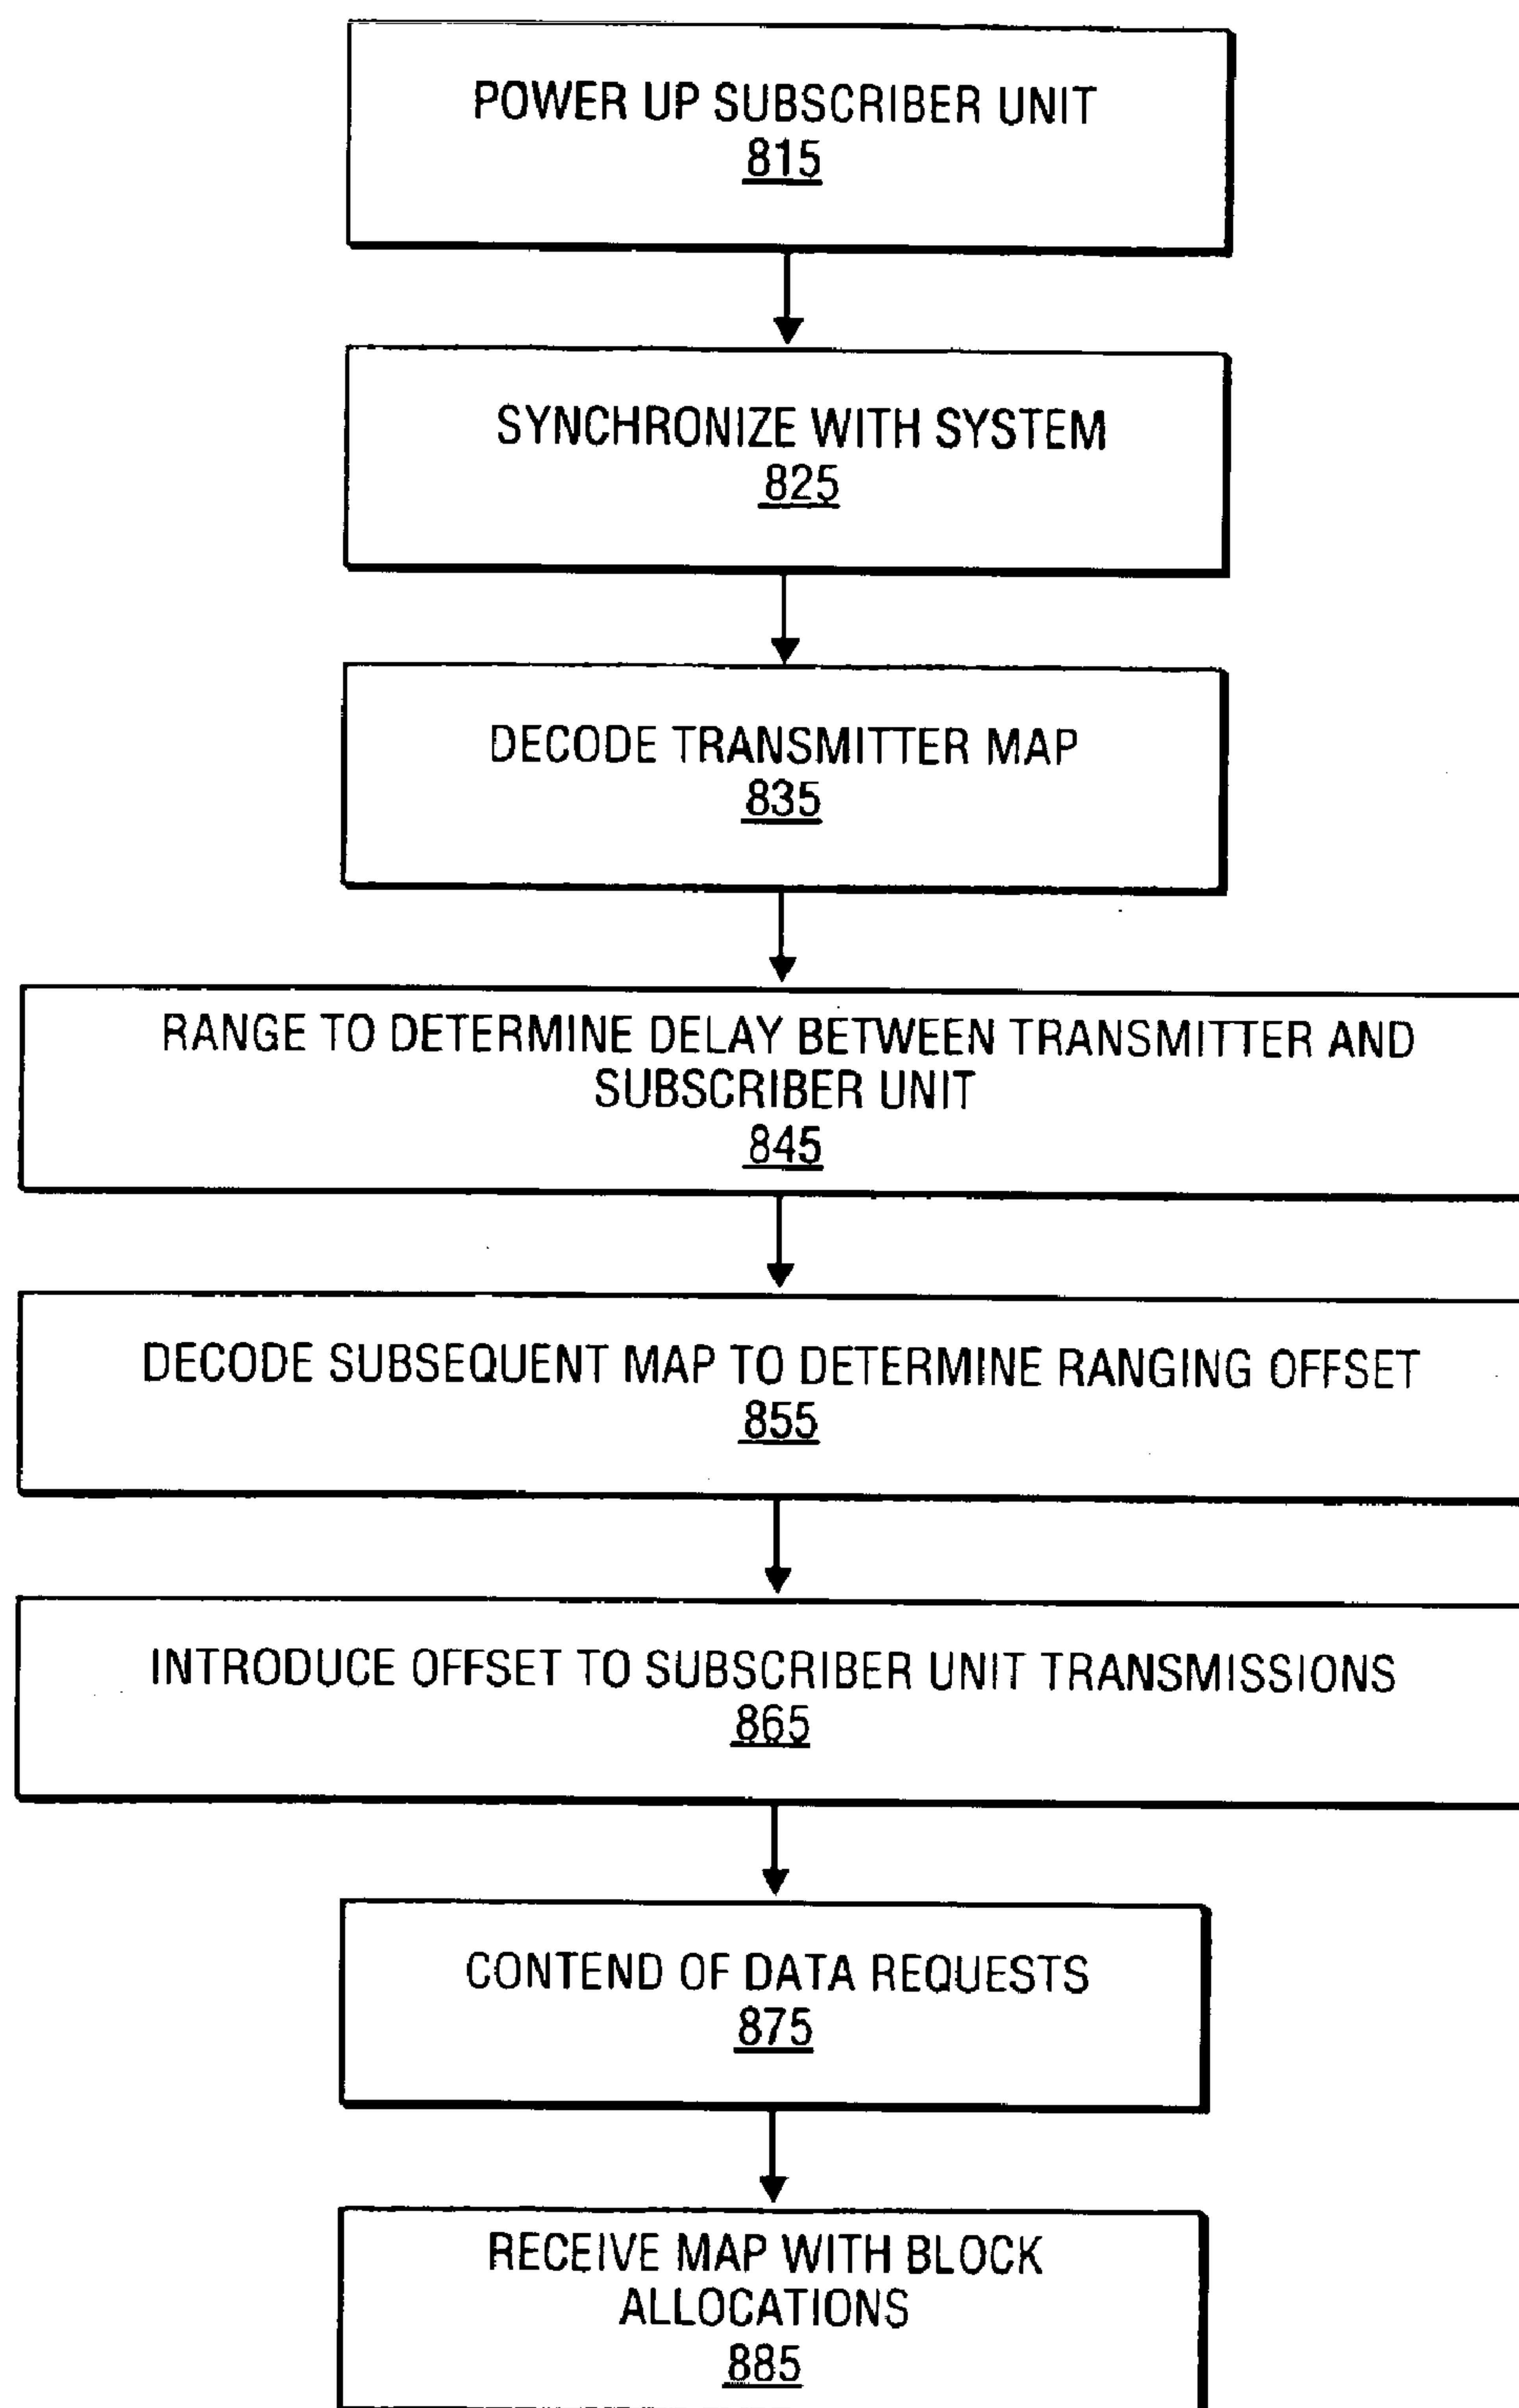 POWER UP SUBSCRIBER UNIT
815
SYNCHRONIZE WITH SYSTEM
825
DECODE TRANSMITTER MAP
835
RANGE TO DETERMINE DELAY BETWEEN TRANSMITTER AND
SUBSCRIBER UNIT
845
DECODE SUBSEQUENT MAP TO DETERMINE RANGING OFFSET
855
INTRODUCE OFFSET TO SUBSCRIBER UNIT TRANSMISSIONS
865
CONTEND OF DATA REQUESTS
875
RECEIVE MAP WITH BLOCK
ALLOCATIONS
885